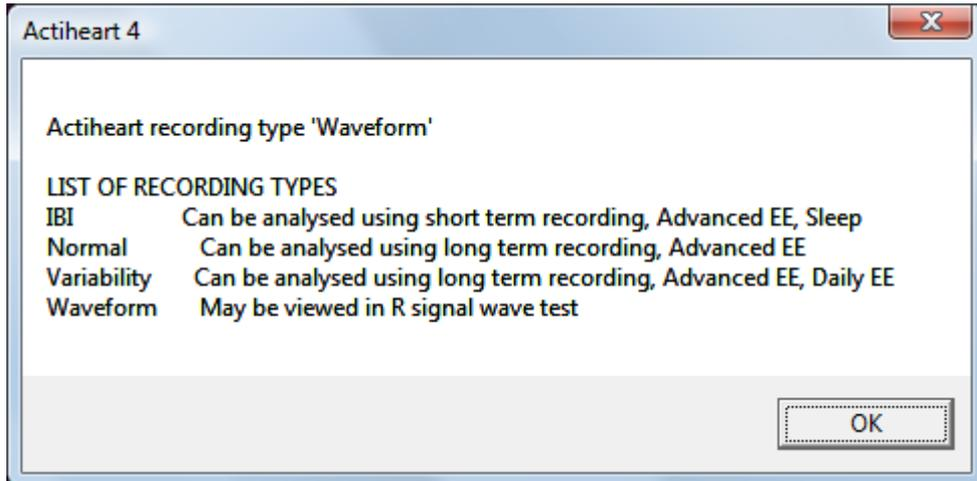 Actiheart 4
Actiheart recording type 'Waveform'
LIST OF RECORDING TYPES
IBI Can be analysed using short term recording, Advanced EE, Sleep
Normal Can be analysed using long term recording, Advanced EE
Variability Can be analysed using long term recording, Advanced EE, Daily EE
Waveform May be viewed in R signal wave test
OK